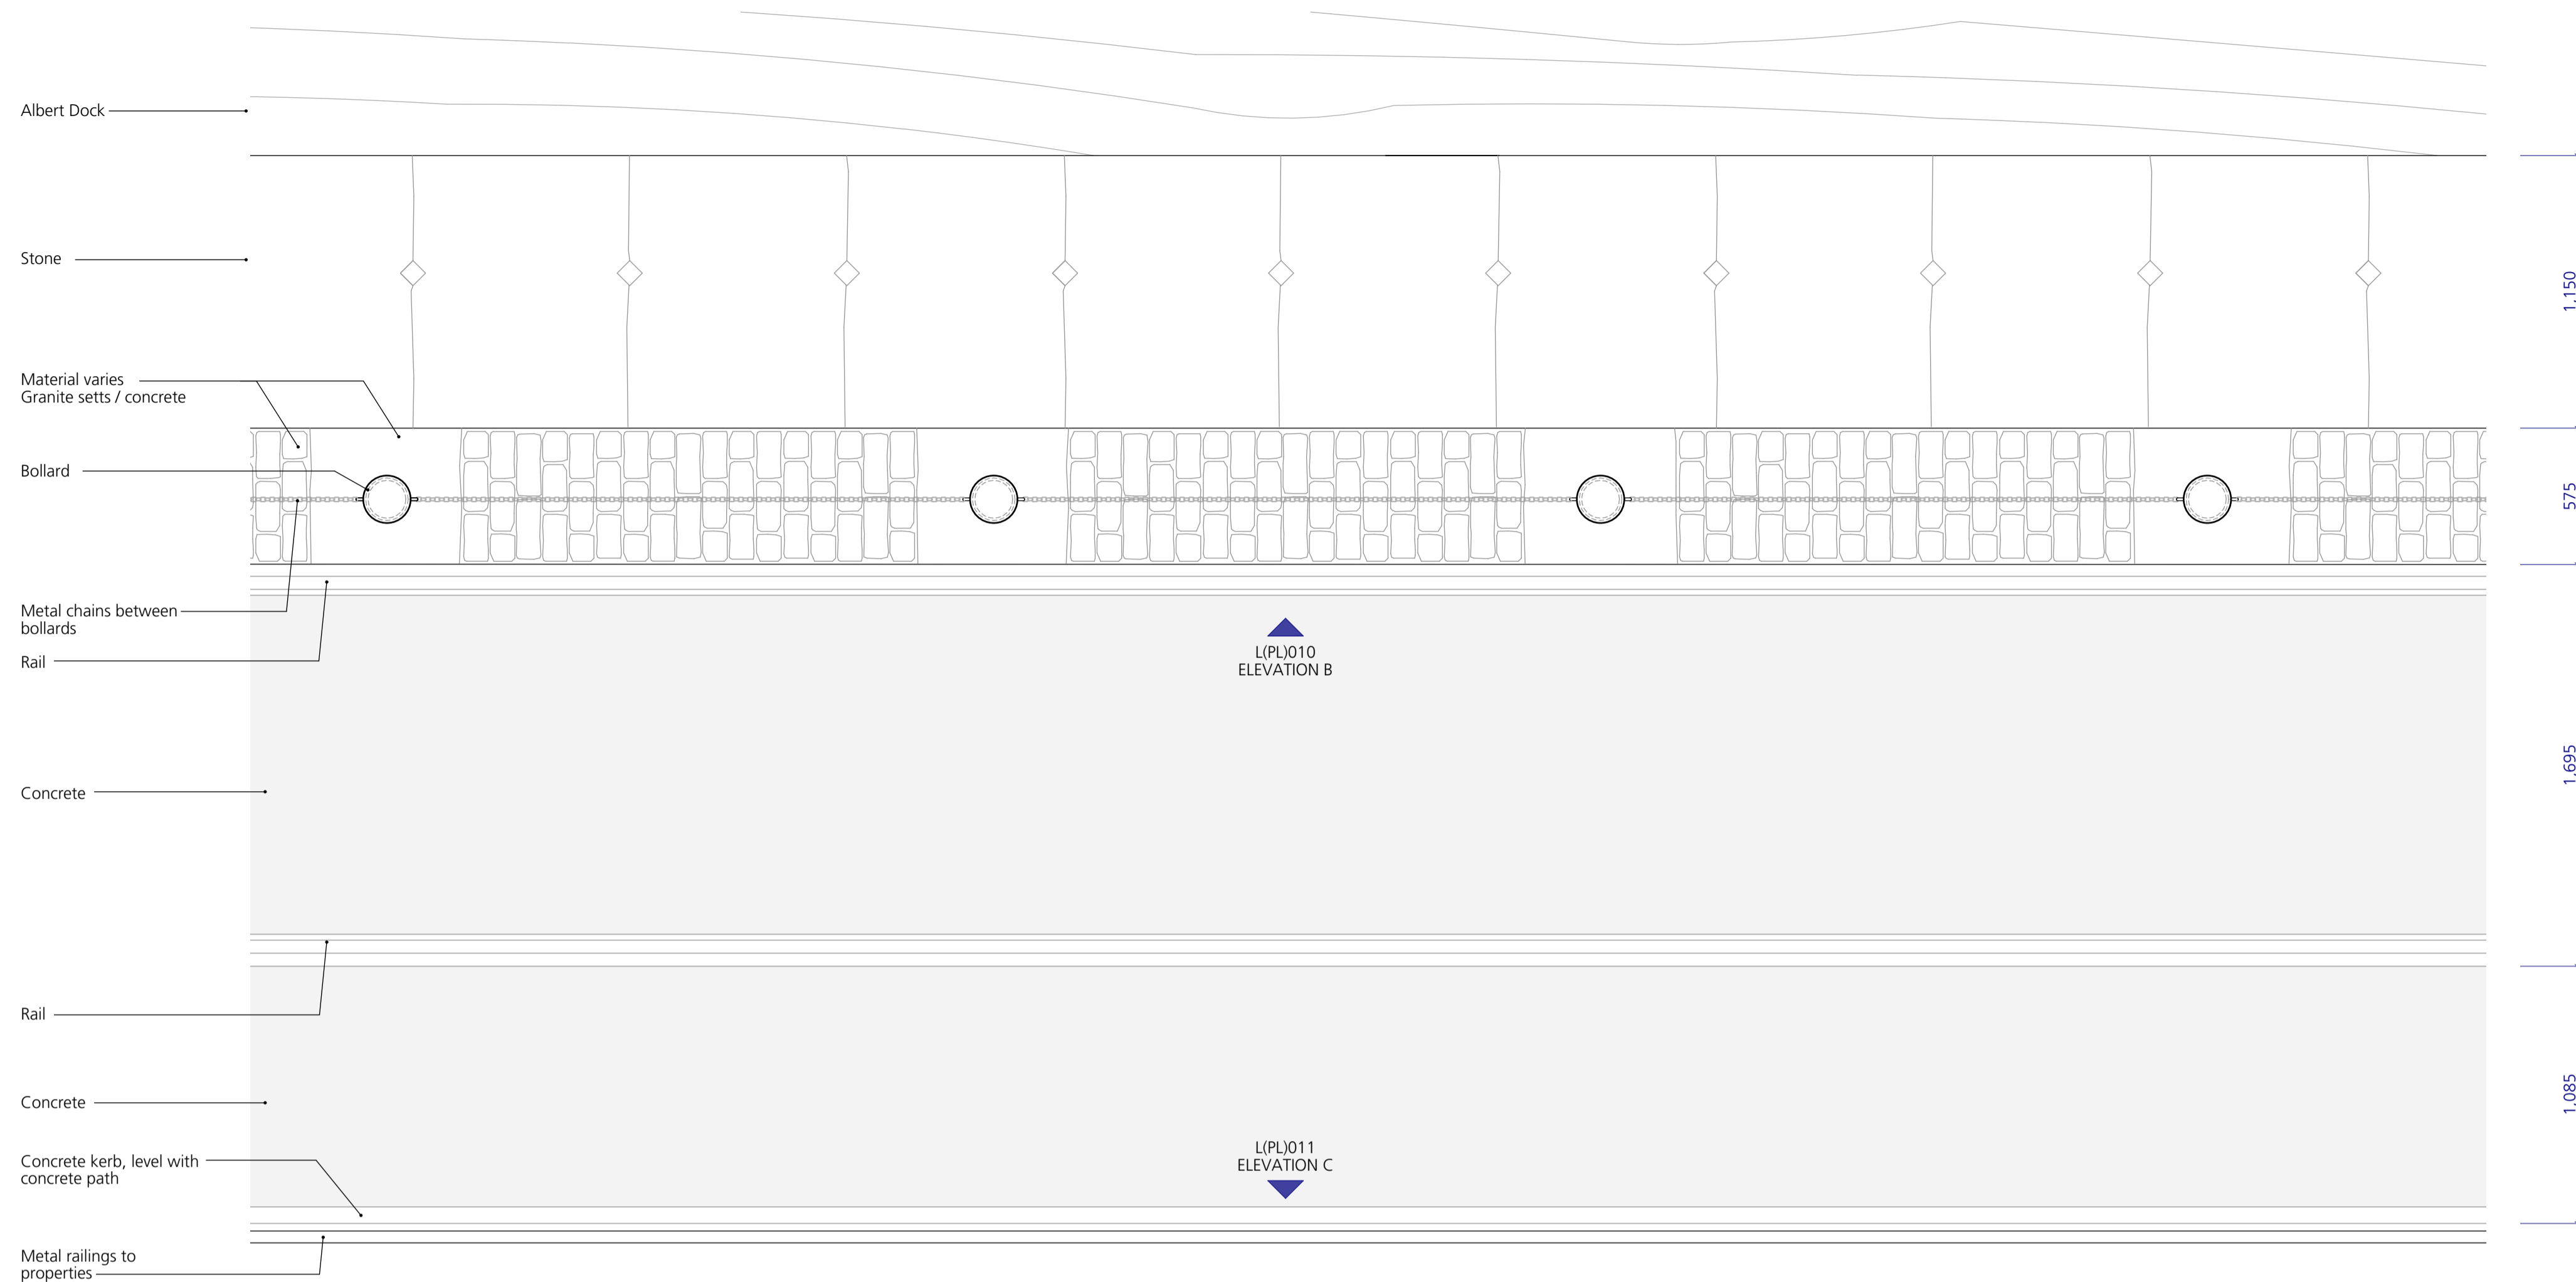 Albert Dock
Stone
1,150
Material varies
Granite setts / concrete
Bollard
575
Metal chains between
bollards
Rail
L(PL)010
ELEVATION B
Concrete
1,695
Rail
Concrete
1,085
L(PL)011
ELEVATION C
Concrete kerb, level with
concrete path
Metal railings to
properties